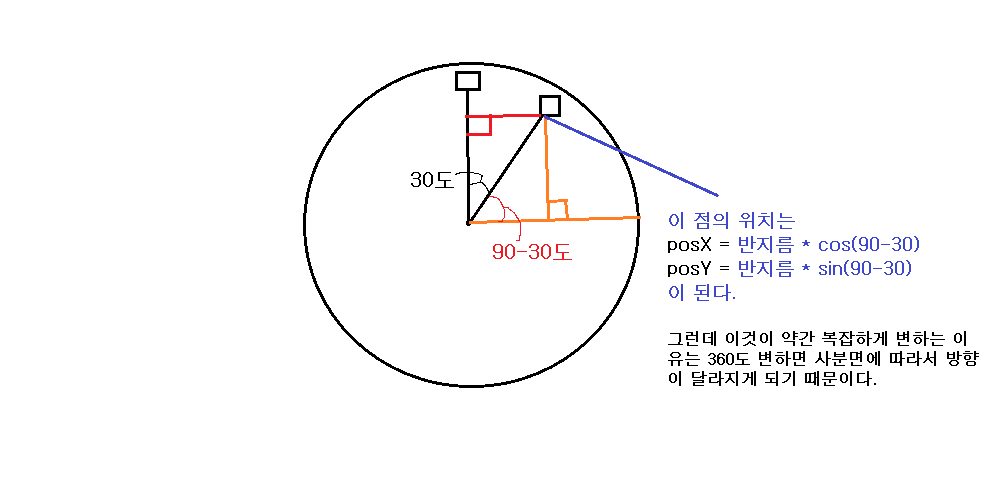 30도
90-30도
이 점의 위치는
posX = 반지름 * cos(90-30)
posY = 반지름 * sin(90-30)
이 된다.
그런데 이것이 약간 복잡하게 변하는 이
유는 360도 변하면 사분면에 따라서 방향
이 달라지게 되기 때문이다.